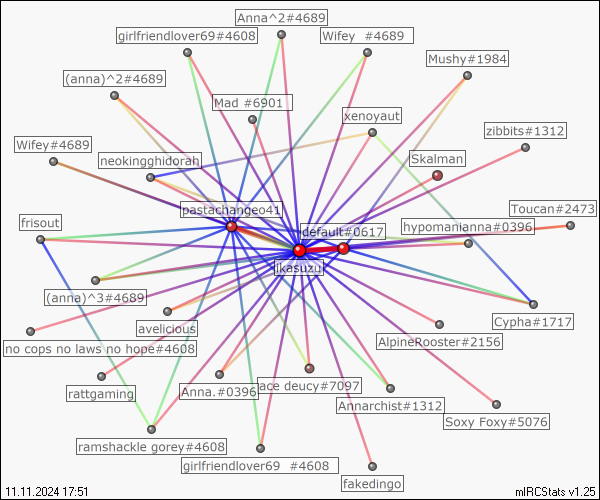 Anna^2#4689
girlfriendlover69#4608
Wifey #4689
Mushy#1984
(anna)^2#4689
Mad #6901
xenoyaut
zibbits#1312
Wifey#4689
neokingghidorah
Skalman
pastachangeo41
Toucan#2473
frisout
default#0617
hypomanianna#0396
jikasuzu
(anna)^3#4689
Cypha#1717
avelicious
no cops no laws no hope#4608
AlpineRooster#2156
rattgaming
Anna.#0396
ace deucy#7097
Annarchist#1312
Soxy Foxy#5076
ramshackle gorey#4608
girlfriendlover69 #4608
fakedingo
11.11.2024 17:51
mIRCStats v1.25